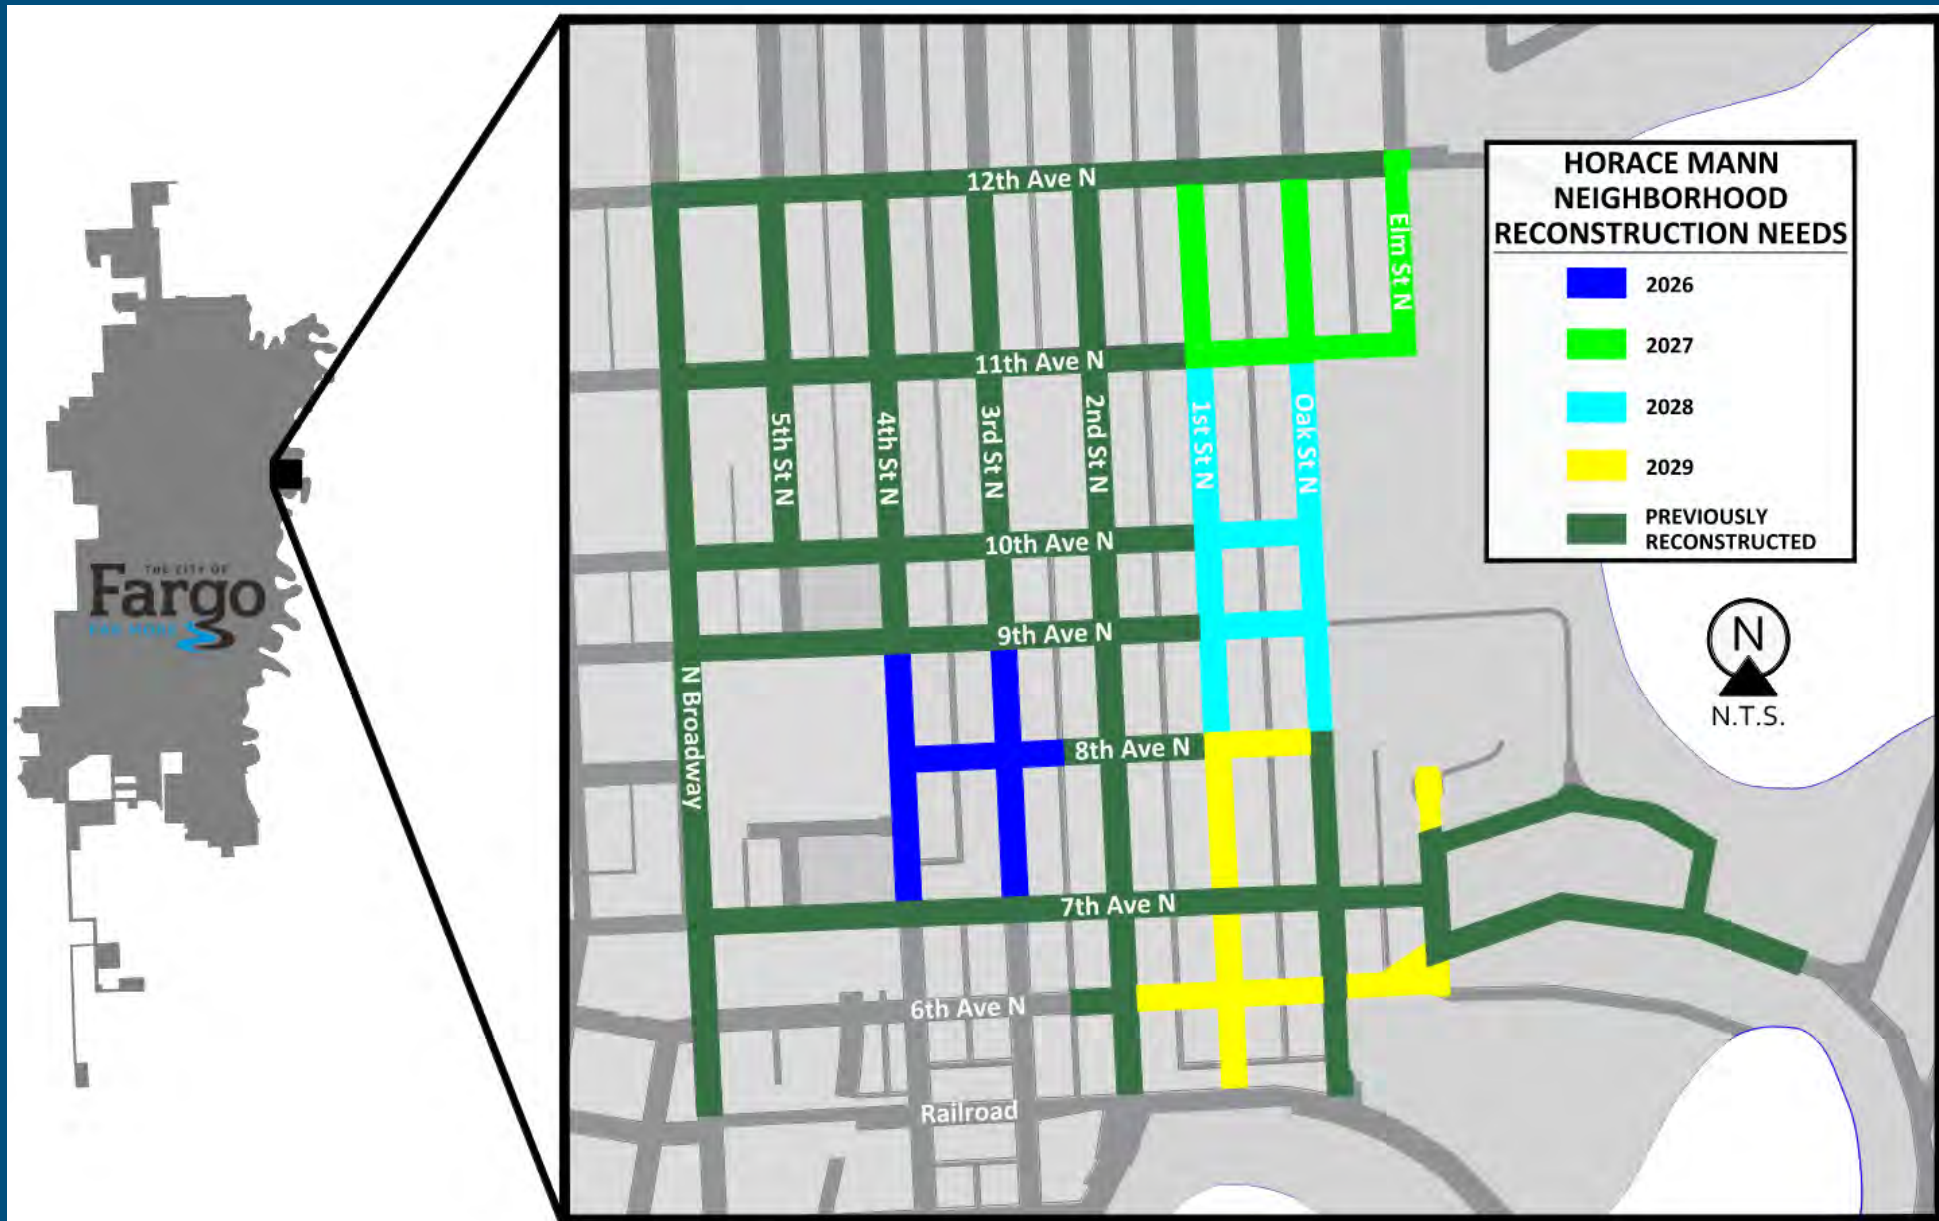 THE CITY OF
Fargo
FAR MORE
12th Ave N
11th Ave N
10th Ave N
9th Ave N
8th Ave N
7th Ave N
6th Ave N
Railroad
N Broadway
5th St N
4th St N
3rd St N
2nd St N
1st St N
Oak St N
Elm St N
HORACE MANN
NEIGHBORHOOD
RECONSTRUCTION NEEDS
2026
2027
2028
2029
PREVIOUSLY
RECONSTRUCTED
N
N.T.S.